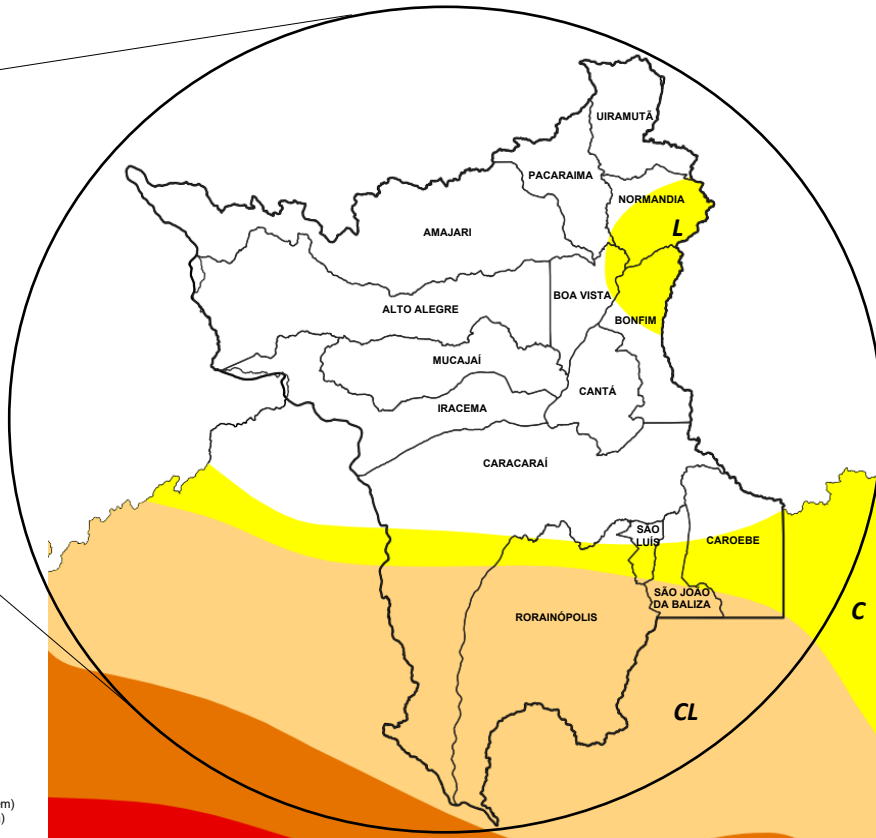 UIRAMUTÃ
PACARAIMA
NORMANDIA
L
AMAJARI
BOA VISTA
ALTO ALEGRE
BONFIM
MUCAJAÍ
CANTÁ
IRACEMA
CARACARAÍ
SÃO
LUÍS
CAROEBE
SÃO JOÃO
DA BALIZA
C
RORAINÓPOLIS
CL
em)
)